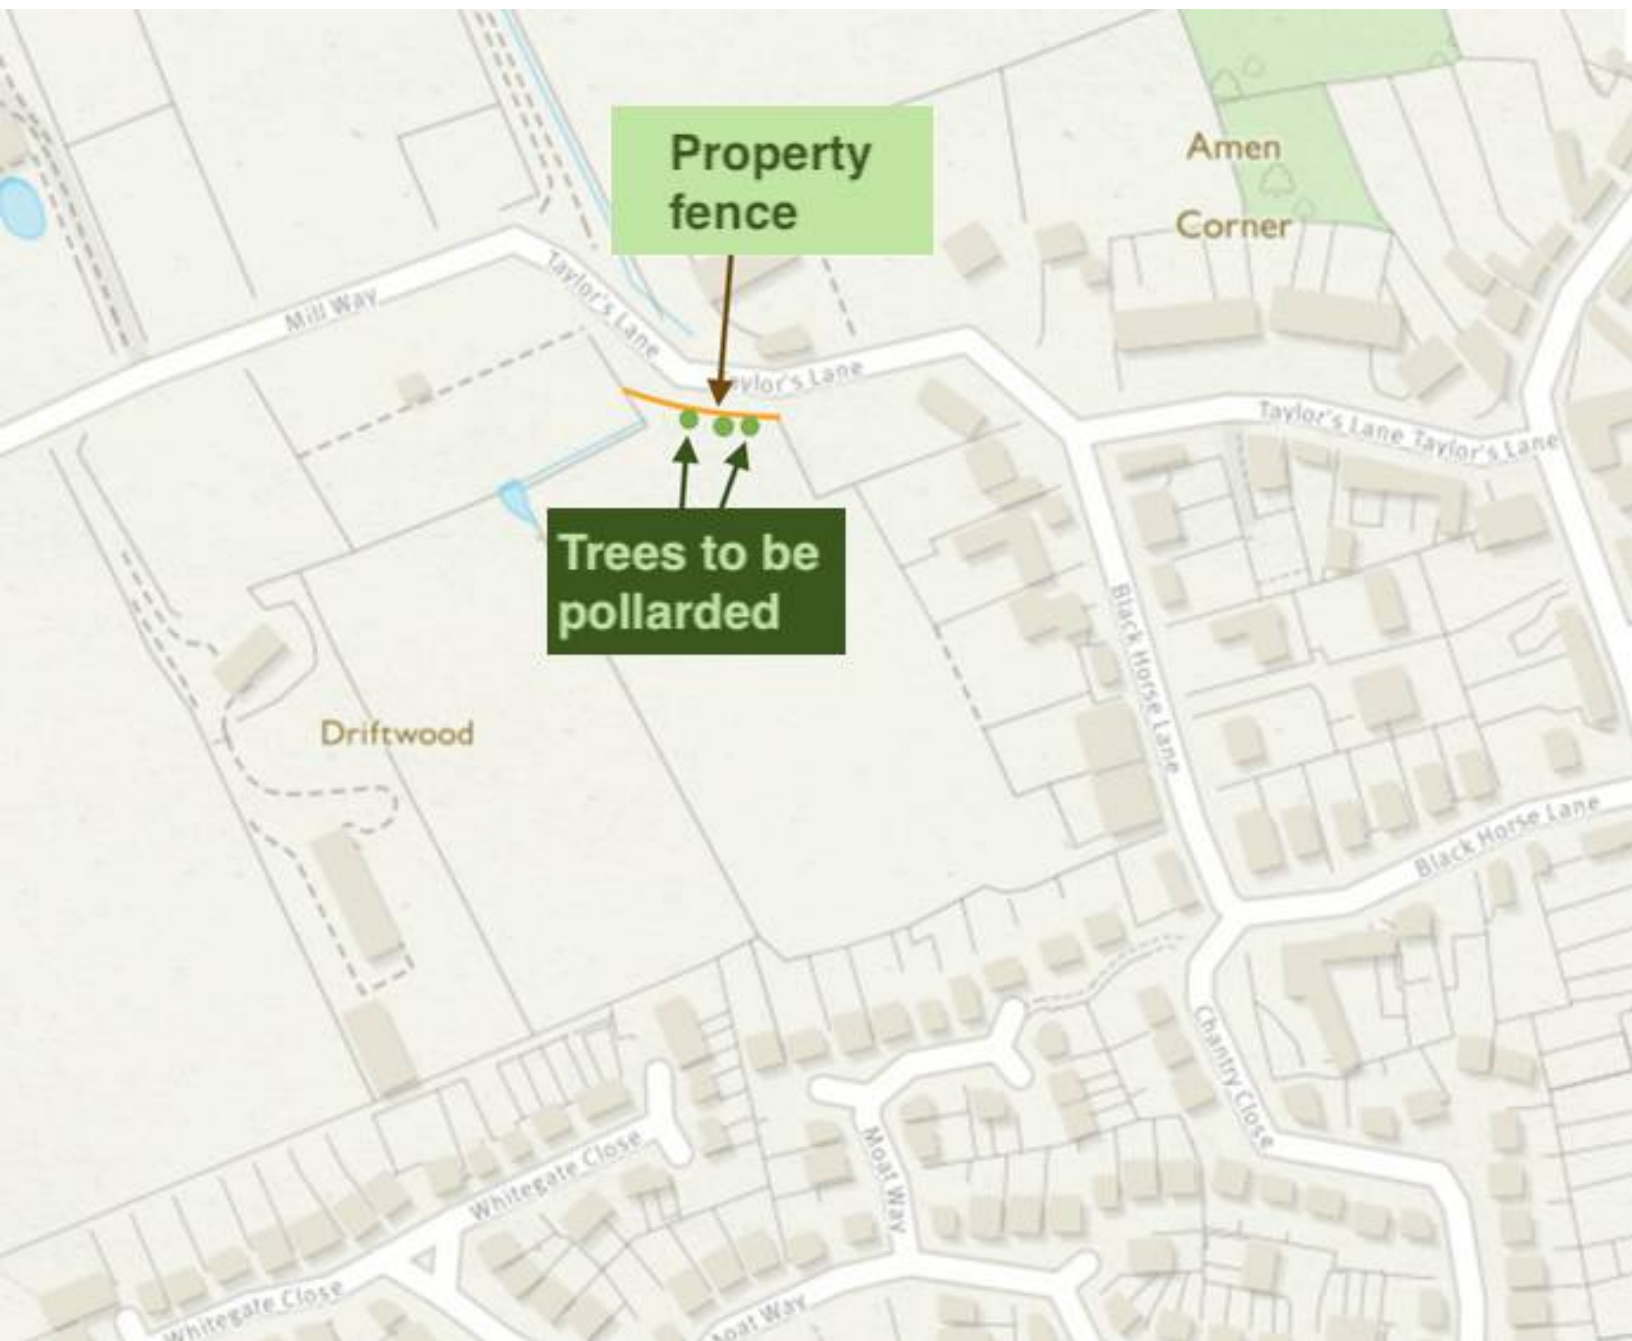 Property
fence
Amen
Corner
Mill Way
Taylor's Lane
Taylor's Lane
Taylor's Lane Taylor's Lane
Trees to be
pollarded
Black Horse Lane
Driftwood
Black Horse Lane
Chantry Close
Whitegate Close
Moat Way
Whitegate Close
Moat Way